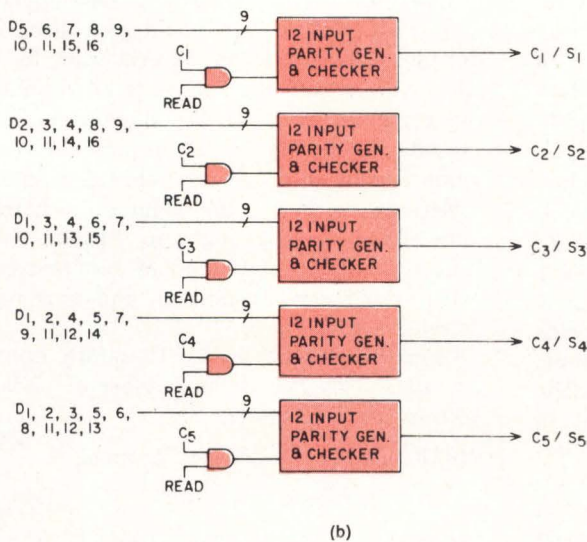 D5, 6, 7, 8, 9,
10, 11, 15, 16
9
C1
READ
12 INPUT
PARITY GEN.
& CHECKER
C1 / S1
D2, 3, 4, 8, 9,
10, 11, 14, 16
9
C2
READ
12 INPUT
PARITY GEN.
& CHECKER
C2 / S2
D1, 3, 4, 6, 7,
10, 11, 13, 15
9
C3
READ
12 INPUT
PARITY GEN.
& CHECKER
C3 / S3
D1, 2, 4, 5, 7,
9, 11, 12, 14
9
C4
READ
12 INPUT
PARITY GEN.
& CHECKER
C4 / S4
D1, 2, 3, 5, 6,
8, 11, 12, 13
9
C5
READ
12 INPUT
PARITY GEN.
& CHECKER
C5 / S5
(b)